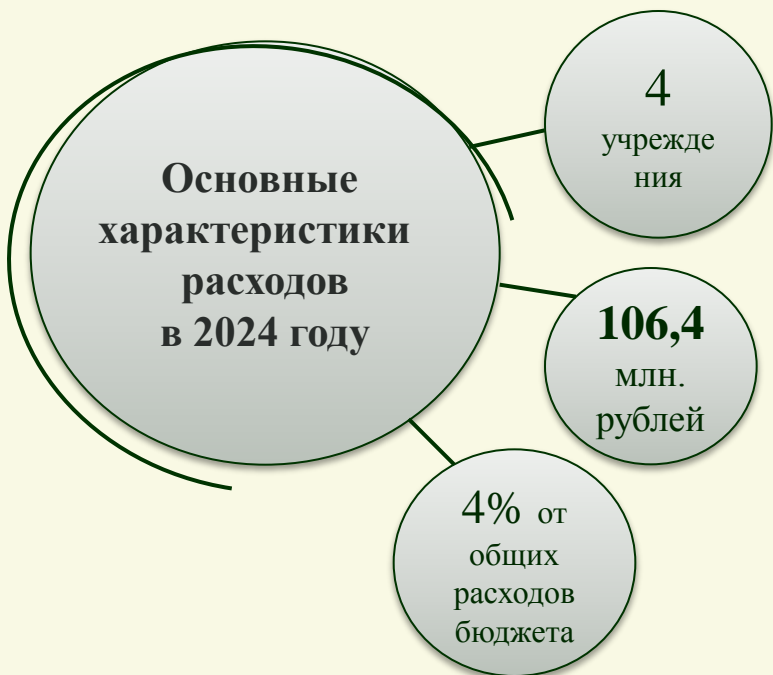 Основные
характеристики
расходов
в 2024 году
4
учрежде
ния
106,4
млн.
рублей
4% от
общих
расходов
бюджета